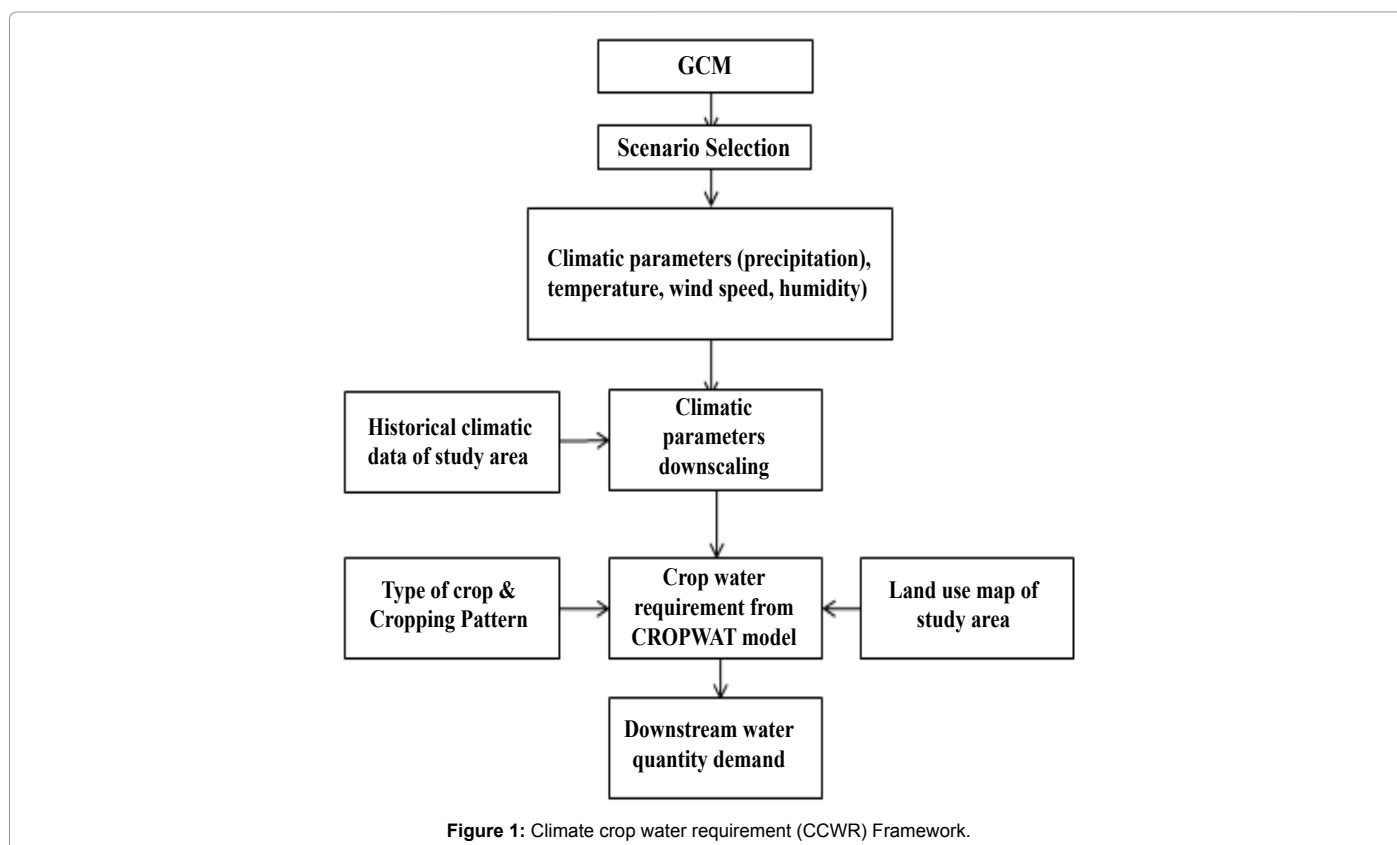 GCM
Scenario Selection
Climatic parameters (precipitation),
temperature, wind speed, humidity)
Historical climatic
data of study area
Climatic
parameters
downscaling
Type of crop &
Cropping Pattern
Crop water
requirement from
CROPWAT model
Land use map of
study area
Downstream water
quantity demand
Figure 1: Climate crop water requirement (CCWR) Framework.